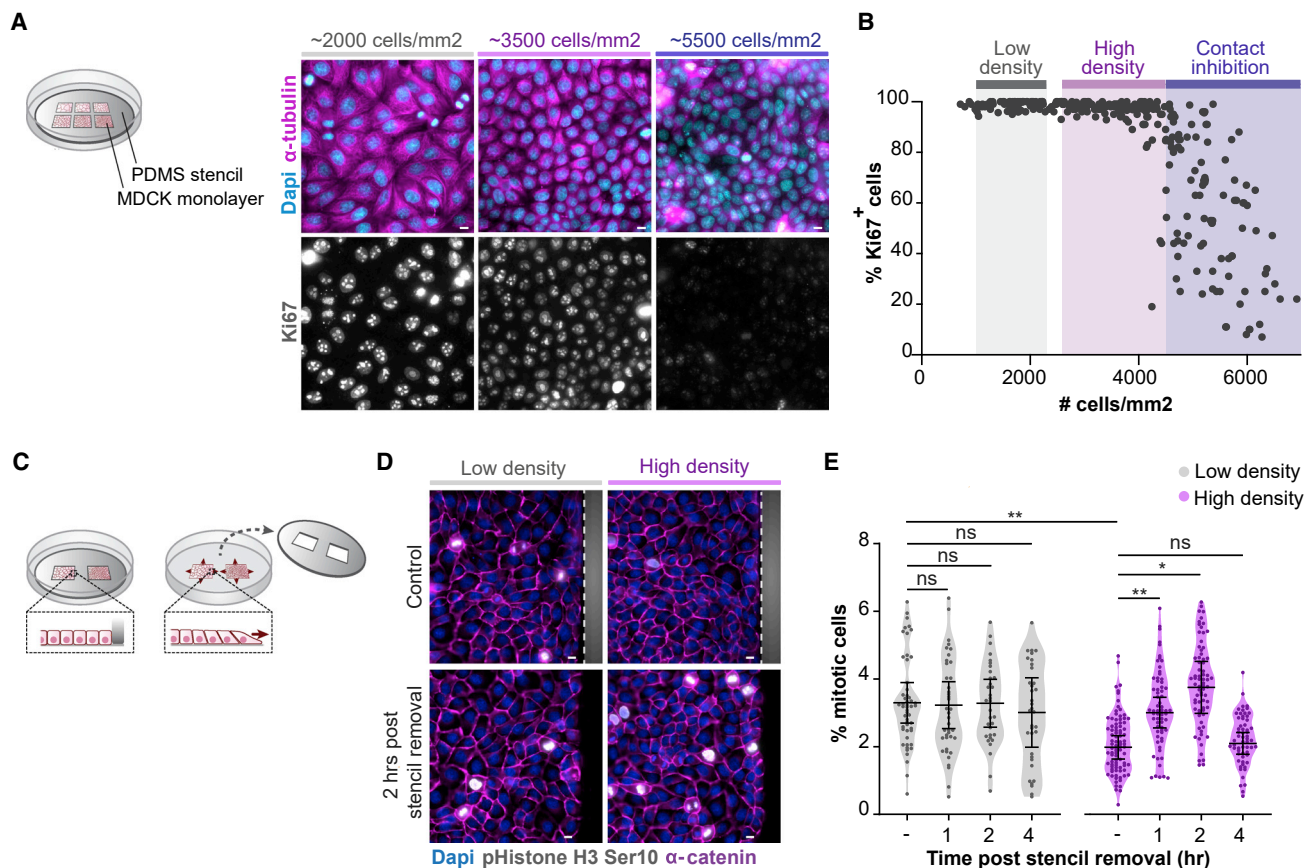 A
~2000 cells/mm2
~3500 cells/mm2
~5500 cells/mm2
PDMS stencil
MDCK monolayer
Dapi α-tubulin
Ki67
B
Low density
High density
Contact inhibition
% Ki67+ cells
100
80
60
40
20
0
0 2000 4000 6000
# cells/mm2
C
D
Low density
High density
Control
2 hrs post stencil removal
Dapi pHistone H3 Ser10 α-catenin
E
Low density
High density
**
ns
ns
ns
ns
*
**
% mitotic cells
8
6
4
2
0
- 1 2 4 - 1 2 4
Time post stencil removal (hr)